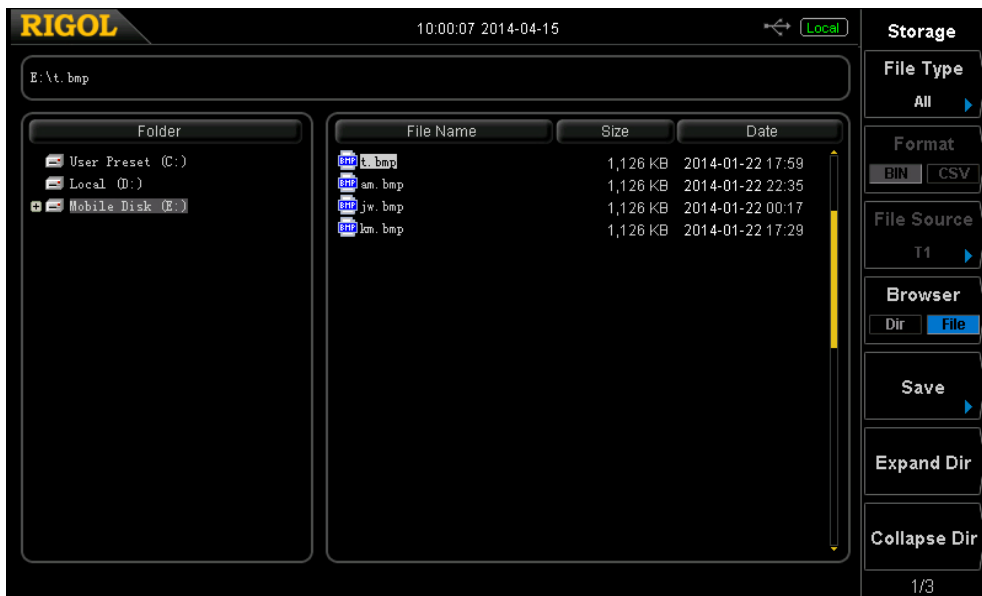 RIGOL 10:00:07 2014-04-15 Local
E:\t.bmp
Folder
User Preset (C:)
Local (D:)
Mobile Disk (E:)
File Name Size Date
t.bmp 1,126 KB 2014-01-22 17:59
am.bmp 1,126 KB 2014-01-22 22:35
jw.bmp 1,126 KB 2014-01-22 00:17
km.bmp 1,126 KB 2014-01-22 17:29
Storage
File Type
All
Format
BIN CSV
File Source
T1
Browser
Dir File
Save
Expand Dir
Collapse Dir
1/3